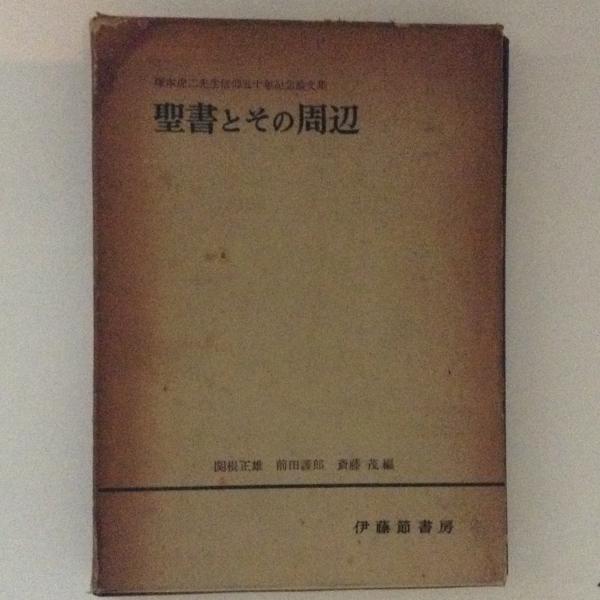 塚本虎二先生信仰五十年記念論文集
聖書とその周辺
関根正雄 前田護郎 斎藤茂編
伊藤節書房